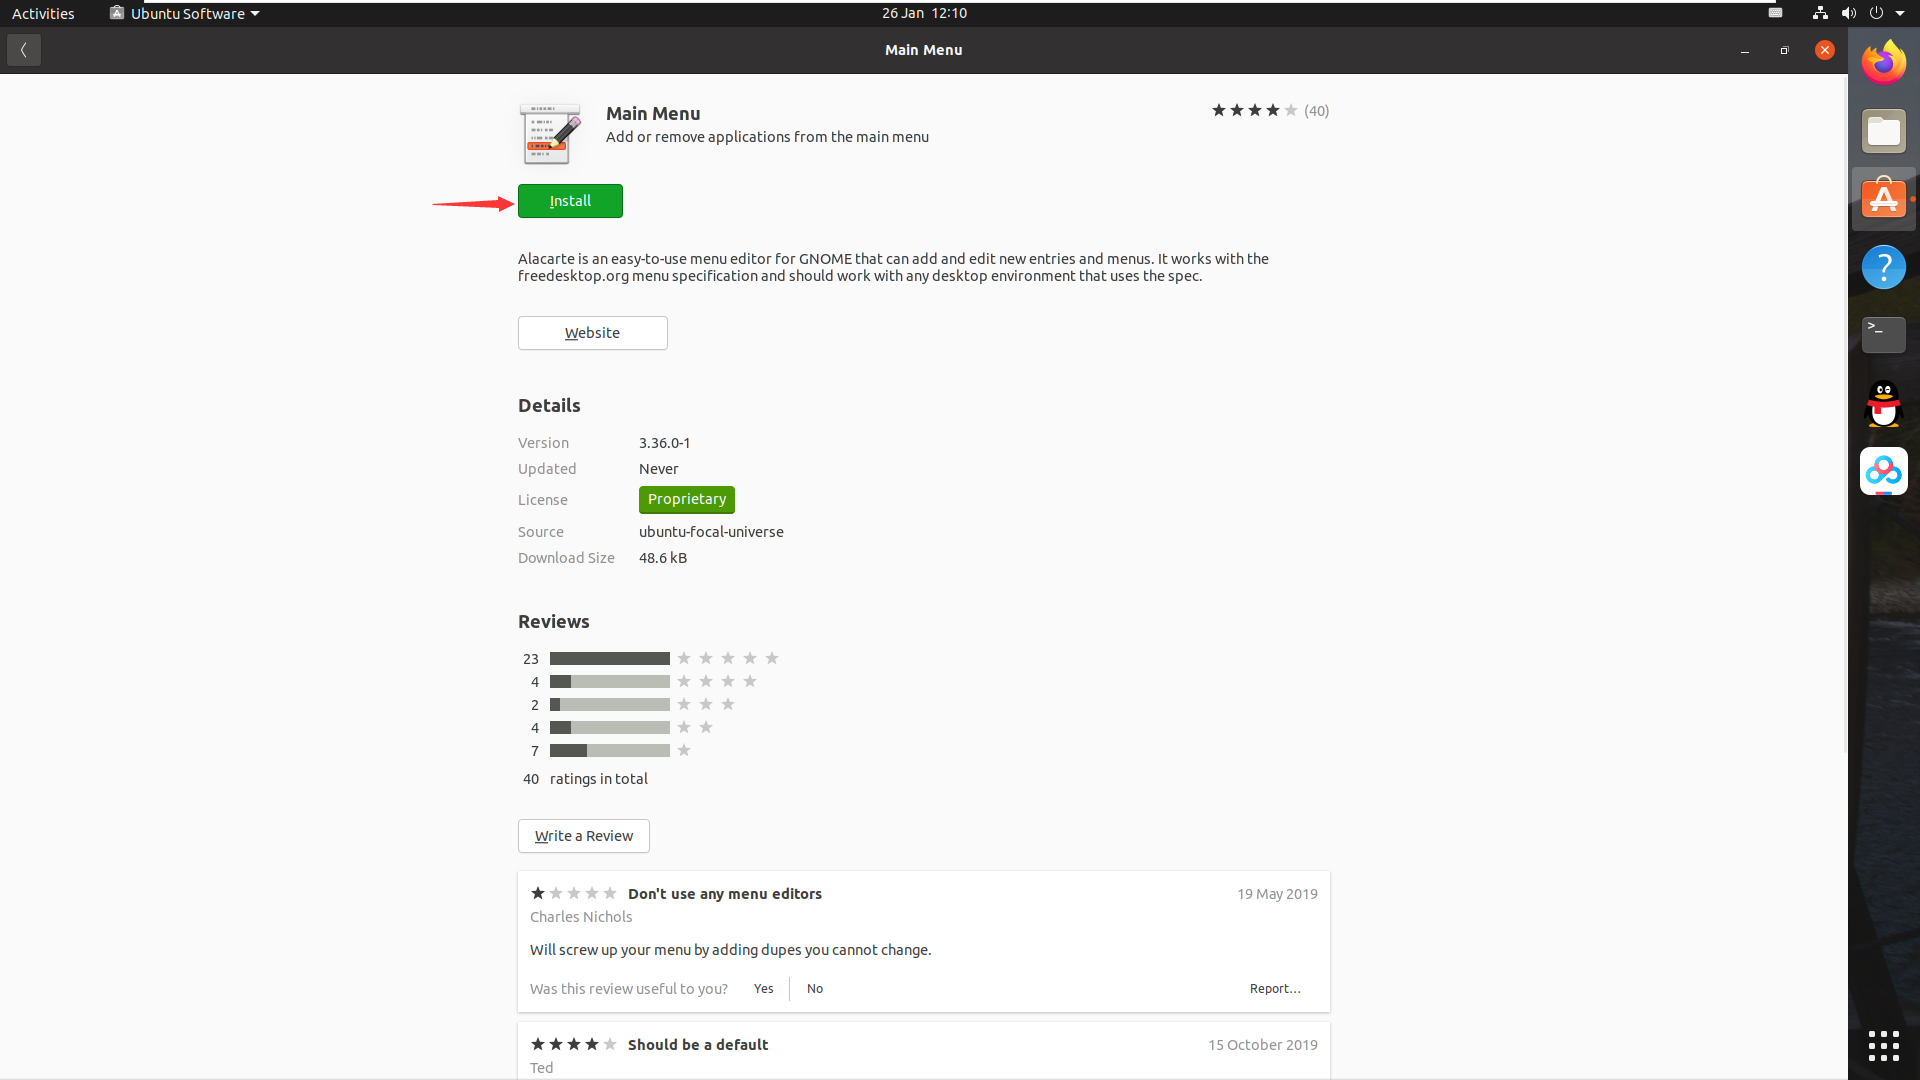 Activities
Ubuntu Software
26 Jan 12:10
Main Menu
Main Menu
(40)
Add or remove applications from the main menu
Install
Alacarte is an easy-to-use menu editor for GNOME that can add and edit new entries and menus. It works with the
freedesktop.org menu specification and should work with any desktop environment that uses the spec.
Website
Details
Version 3.36.0-1
Updated Never
License Proprietary
Source ubuntu-focal-universe
Download Size 48.6 kB
Reviews
23
4
2
4
7
40 ratings in total
Write a Review
Don't use any menu editors 19 May 2019
Charles Nichols
Will screw up your menu by adding dupes you cannot change.
Was this review useful to you? Yes No Report…
Should be a default 15 October 2019
Ted